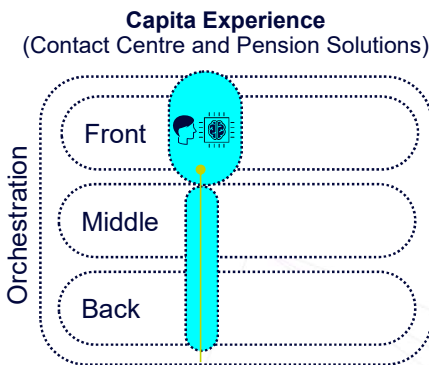 Capita Experience
(Contact Centre and Pension Solutions)
Orchestration
Front
Middle
Back